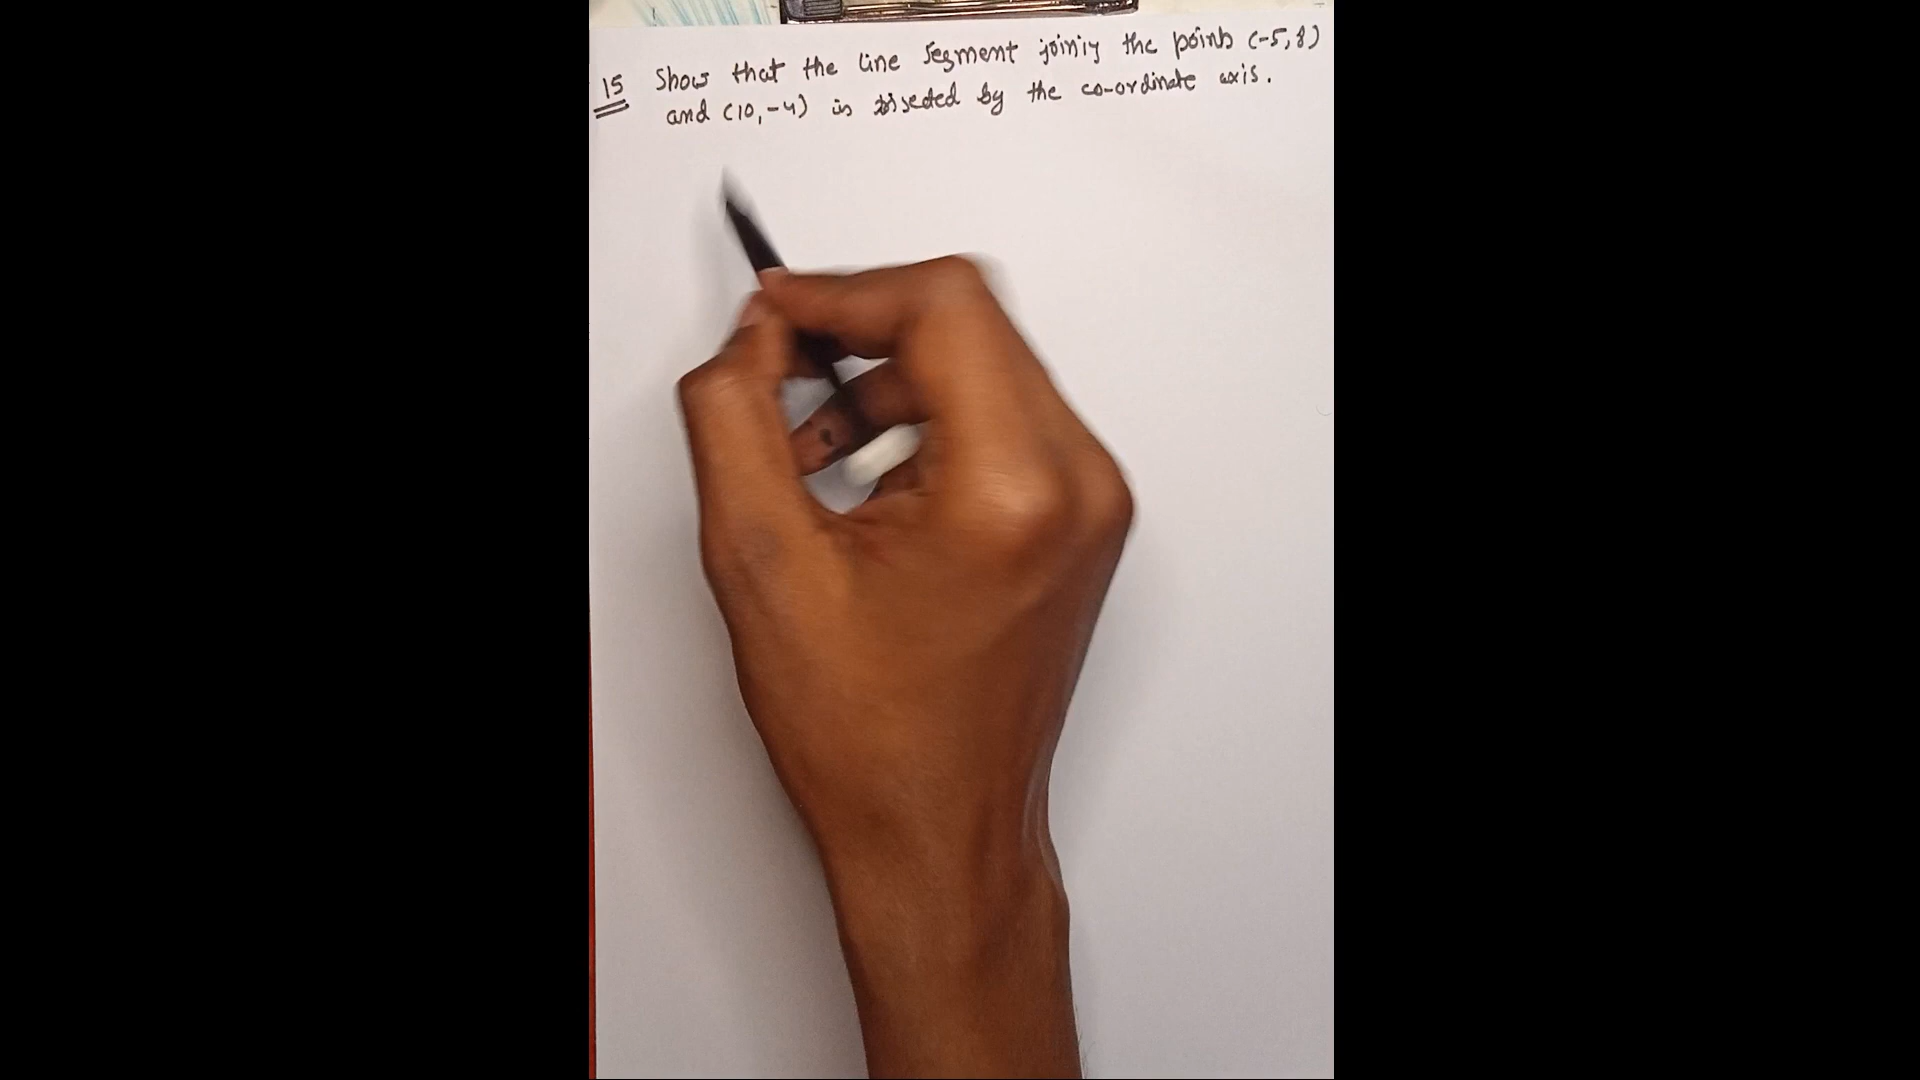 15 Show that the line segment joining the points (-5,8)
and (10,-4) is bisected by the co-ordinate axis.